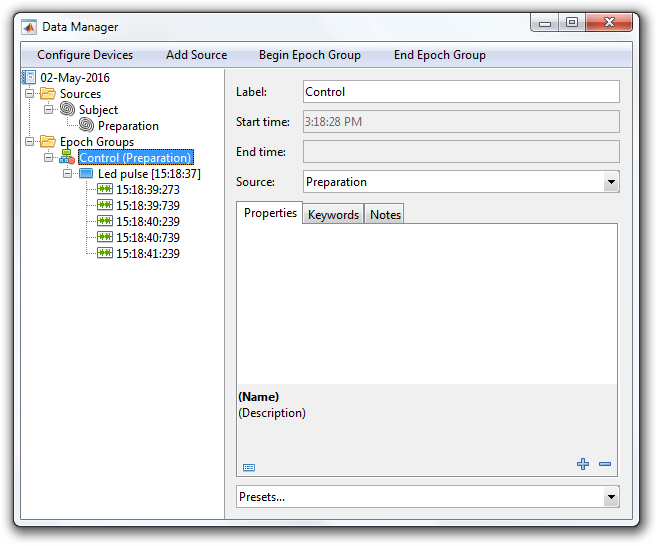 Data Manager
Configure Devices Add Source Begin Epoch Group End Epoch Group
02-May-2016
Sources
Subject
Preparation
Epoch Groups
Control (Preparation)
Led pulse [15:18:37]
15:18:39:273
15:18:39:739
15:18:40:239
15:18:40:739
15:18:41:239
Label: Control
Start time: 3:18:28 PM
End time:
Source: Preparation
Properties Keywords Notes
(Name)
(Description)
Presets...